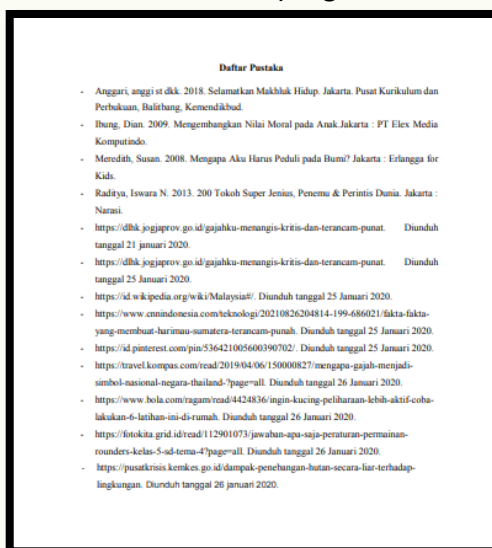 Daftar Pustaka
- Anggari, anggi st dkk. 2018. Selamatkan Makhluk Hidup. Jakarta. Pusat Kurikulum dan
Perbukuan, Balitbang, Kemendikbud.
- Ibung, Dian. 2009. Mengembangkan Nilai Moral pada Anak.Jakarta : PT Elex Media
Komputindo.
- Meredith, Susan. 2008. Mengapa Aku Harus Peduli pada Bumi? Jakarta : Erlangga for
Kids.
- Raditya, Iswara N. 2013. 200 Tokoh Super Jenius, Penemu & Perintis Dunia. Jakarta :
Narasi.
- https://dlhk.jogjaprov.go.id/gajahku-menangis-kritis-dan-terancam-punat. Diunduh
tanggal 21 januari 2020.
- https://dlhk.jogjaprov.go.id/gajahku-menangis-kritis-dan-terancam-punat. Diunduh
tanggal 25 Januari 2020.
- https://id.wikipedia.org/wiki/Malaysia#/. Diunduh tanggal 25 Januari 2020.
- https://www.cnnindonesia.com/teknologi/20210826204814-199-686021/fakta-fakta-
yang-membuat-harimau-sumatera-terancam-punah. Diunduh tanggal 25 Januari 2020.
- https://id.pinterest.com/pin/536421005600390702/. Diunduh tanggal 25 Januari 2020.
- https://travel.kompas.com/read/2019/04/06/150000827/mengapa-gajah-menjadi-
simbol-nasional-negara-thailand-?page=all. Diunduh tanggal 26 Januari 2020.
- https://www.bola.com/ragam/read/4424836/ingin-kucing-peliharaan-lebih-aktif-coba-
lakukan-6-latihan-ini-di-rumah. Diunduh tanggal 26 Januari 2020.
- https://fotokita.grid.id/read/112901073/jawaban-apa-saja-peraturan-permainan-
rounders-kelas-5-sd-tema-4?page=all. Diunduh tanggal 26 Januari 2020.
- https://pusatkrisis.kemkes.go.id/dampak-penebangan-hutan-secara-liar-terhadap-
lingkungan. Diunduh tanggal 26 januari 2020.